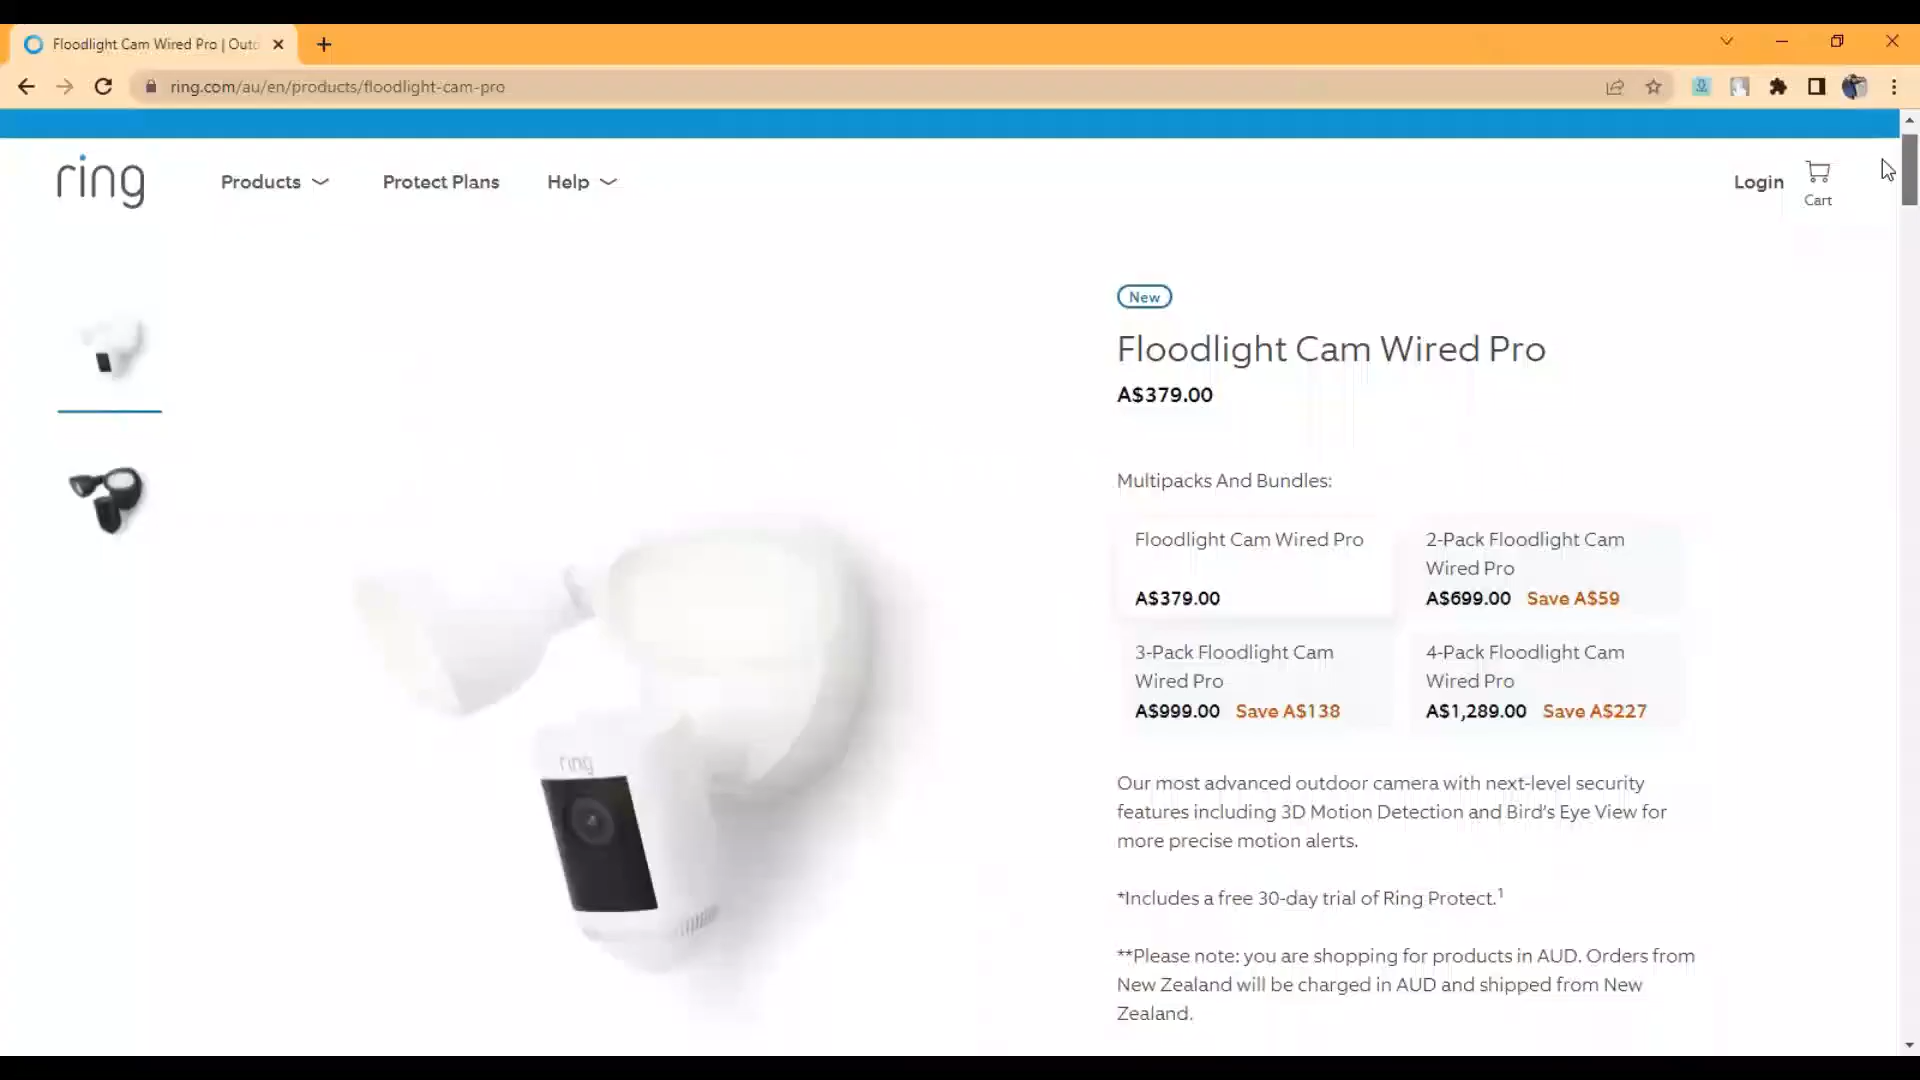 Floodlight Cam Wired Pro | Outd
ring.com/au/en/products/floodlight-cam-pro
ring
Products
Protect Plans
Help
Login
Cart
New
Floodlight Cam Wired Pro
A$379.00
Multipacks And Bundles:
Floodlight Cam Wired Pro
A$379.00
2-Pack Floodlight Cam
Wired Pro
A$699.00 Save A$59
3-Pack Floodlight Cam
Wired Pro
A$999.00 Save A$138
4-Pack Floodlight Cam
Wired Pro
A$1,289.00 Save A$227
ring
Our most advanced outdoor camera with next-level security
features including 3D Motion Detection and Bird's Eye View for
more precise motion alerts.
*Includes a free 30-day trial of Ring Protect.¹
**Please note: you are shopping for products in AUD. Orders from
New Zealand will be charged in AUD and shipped from New
Zealand.